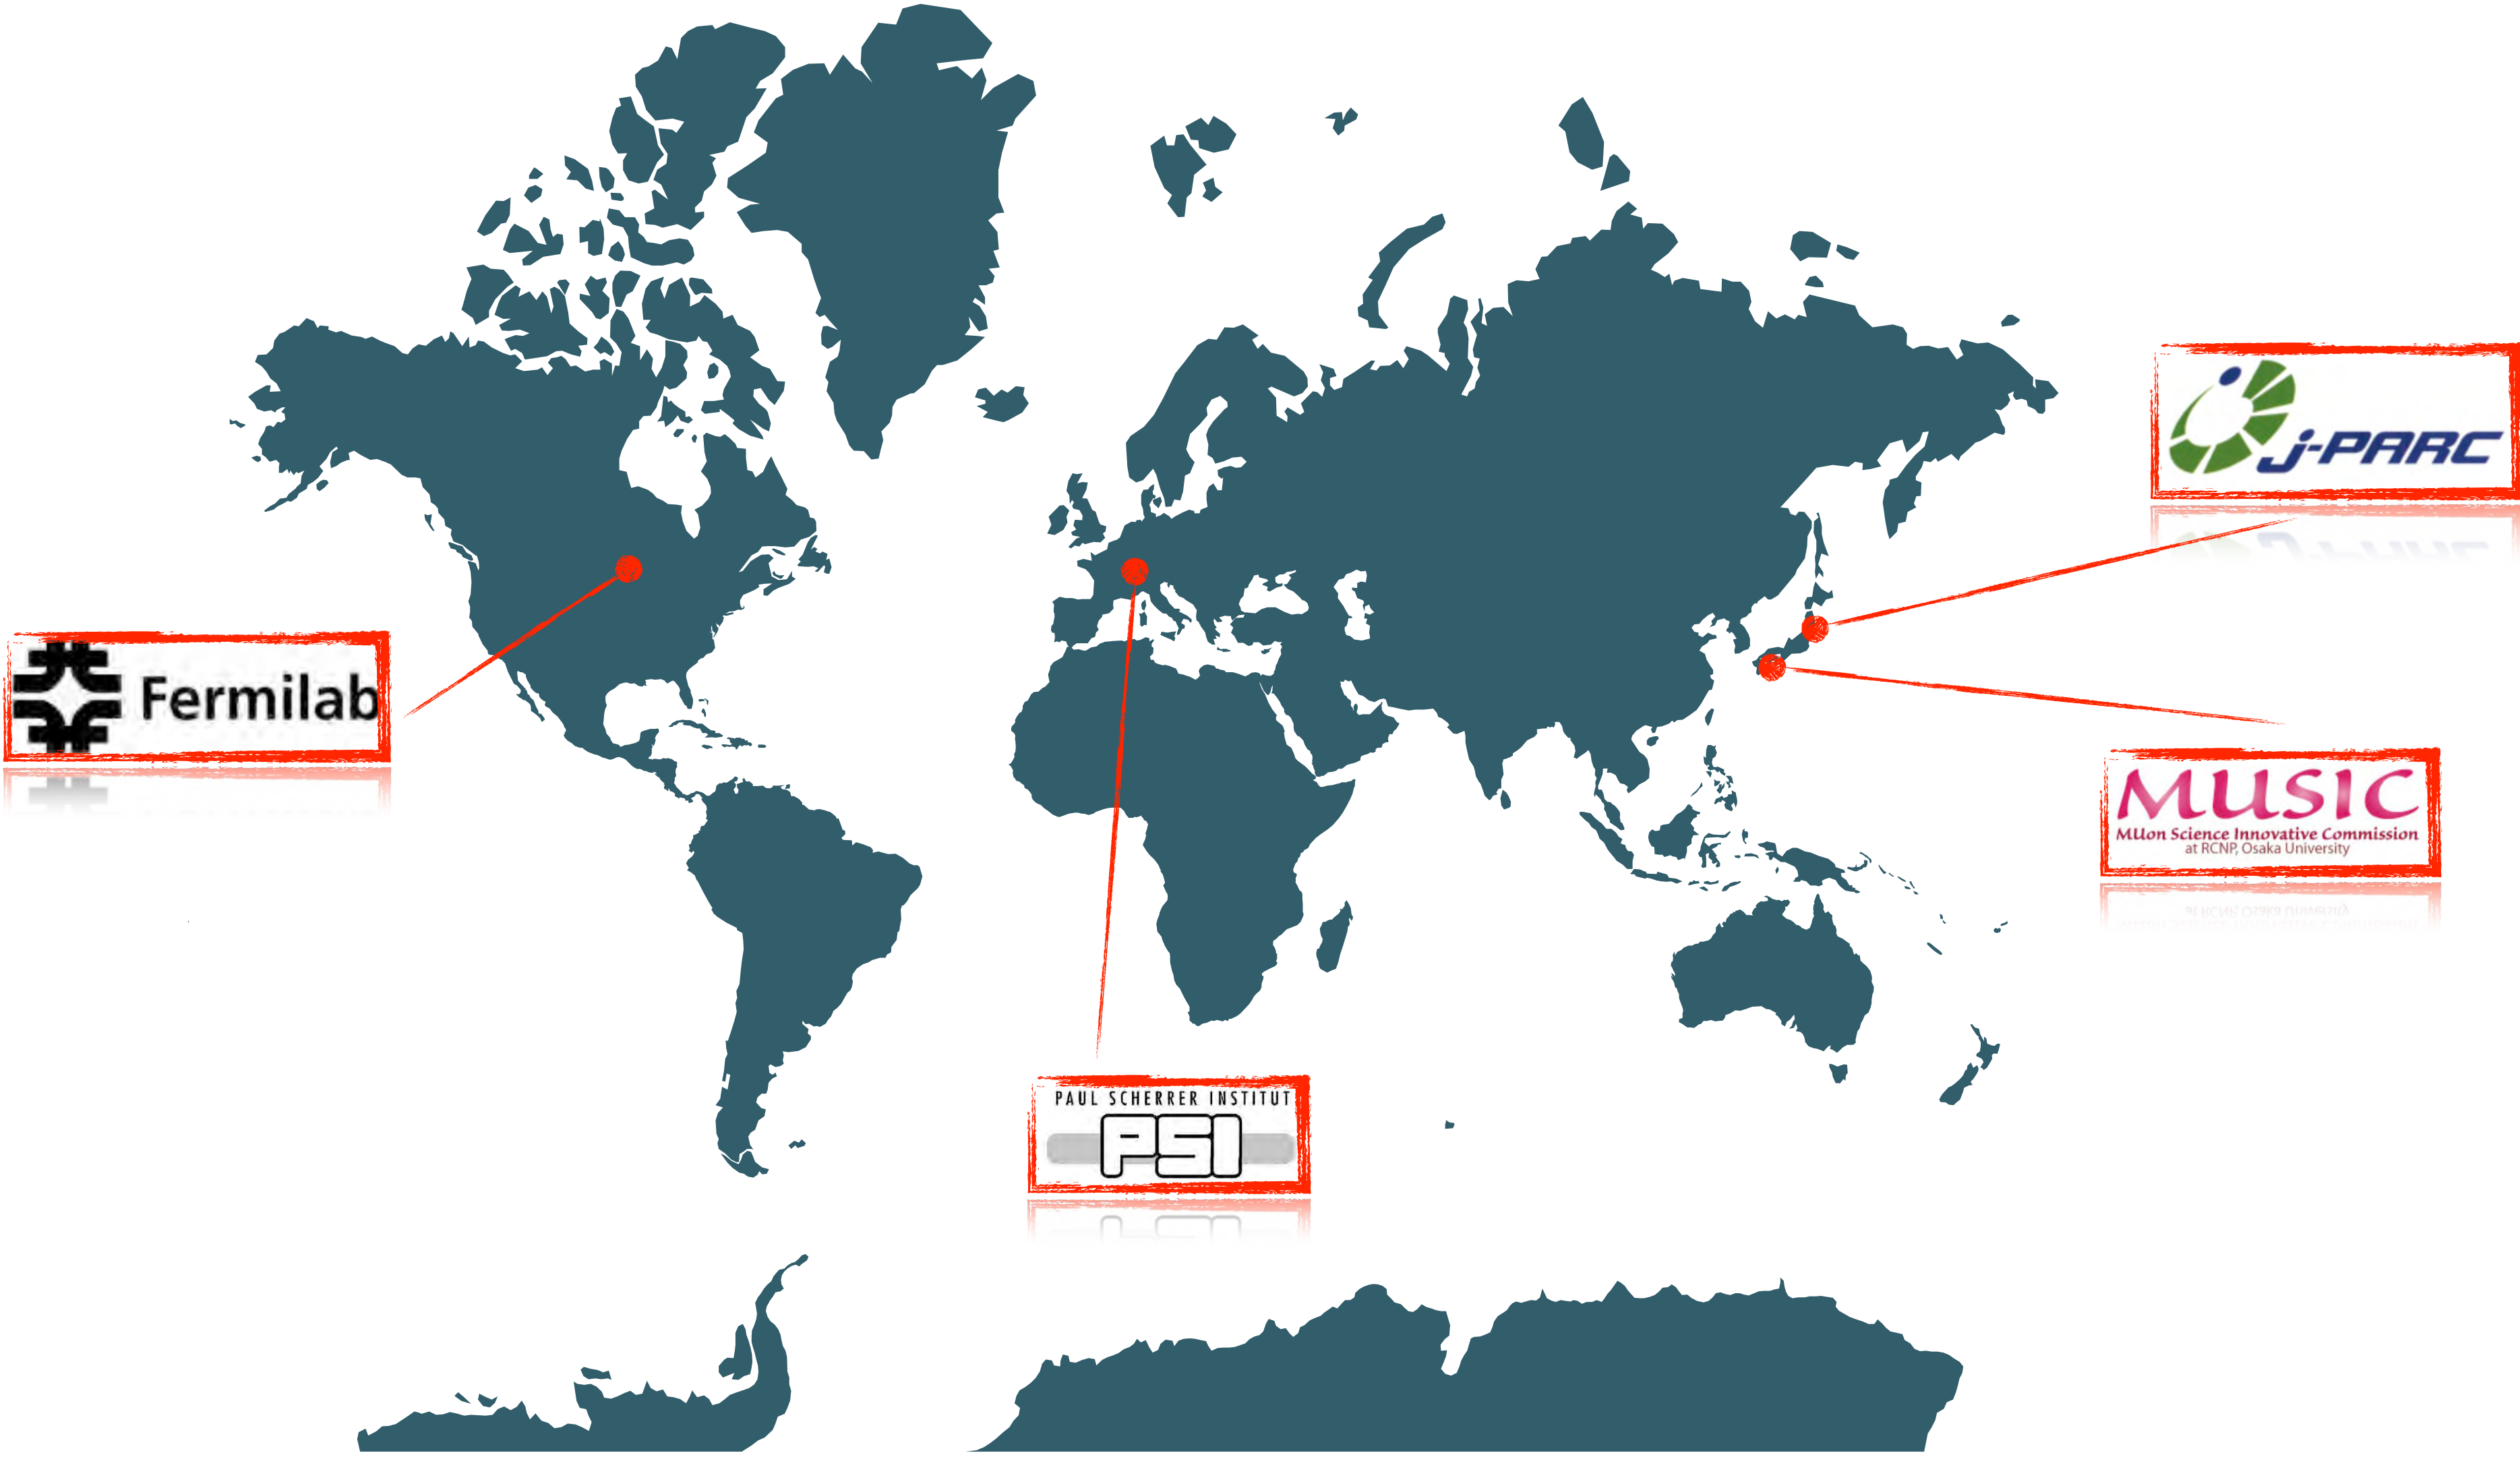 j-PARC
Fermilab
MUSIC
MUon Science Innovative Commission
at RCNP, Osaka University
PAUL SCHERRER INSTITUT
PSI